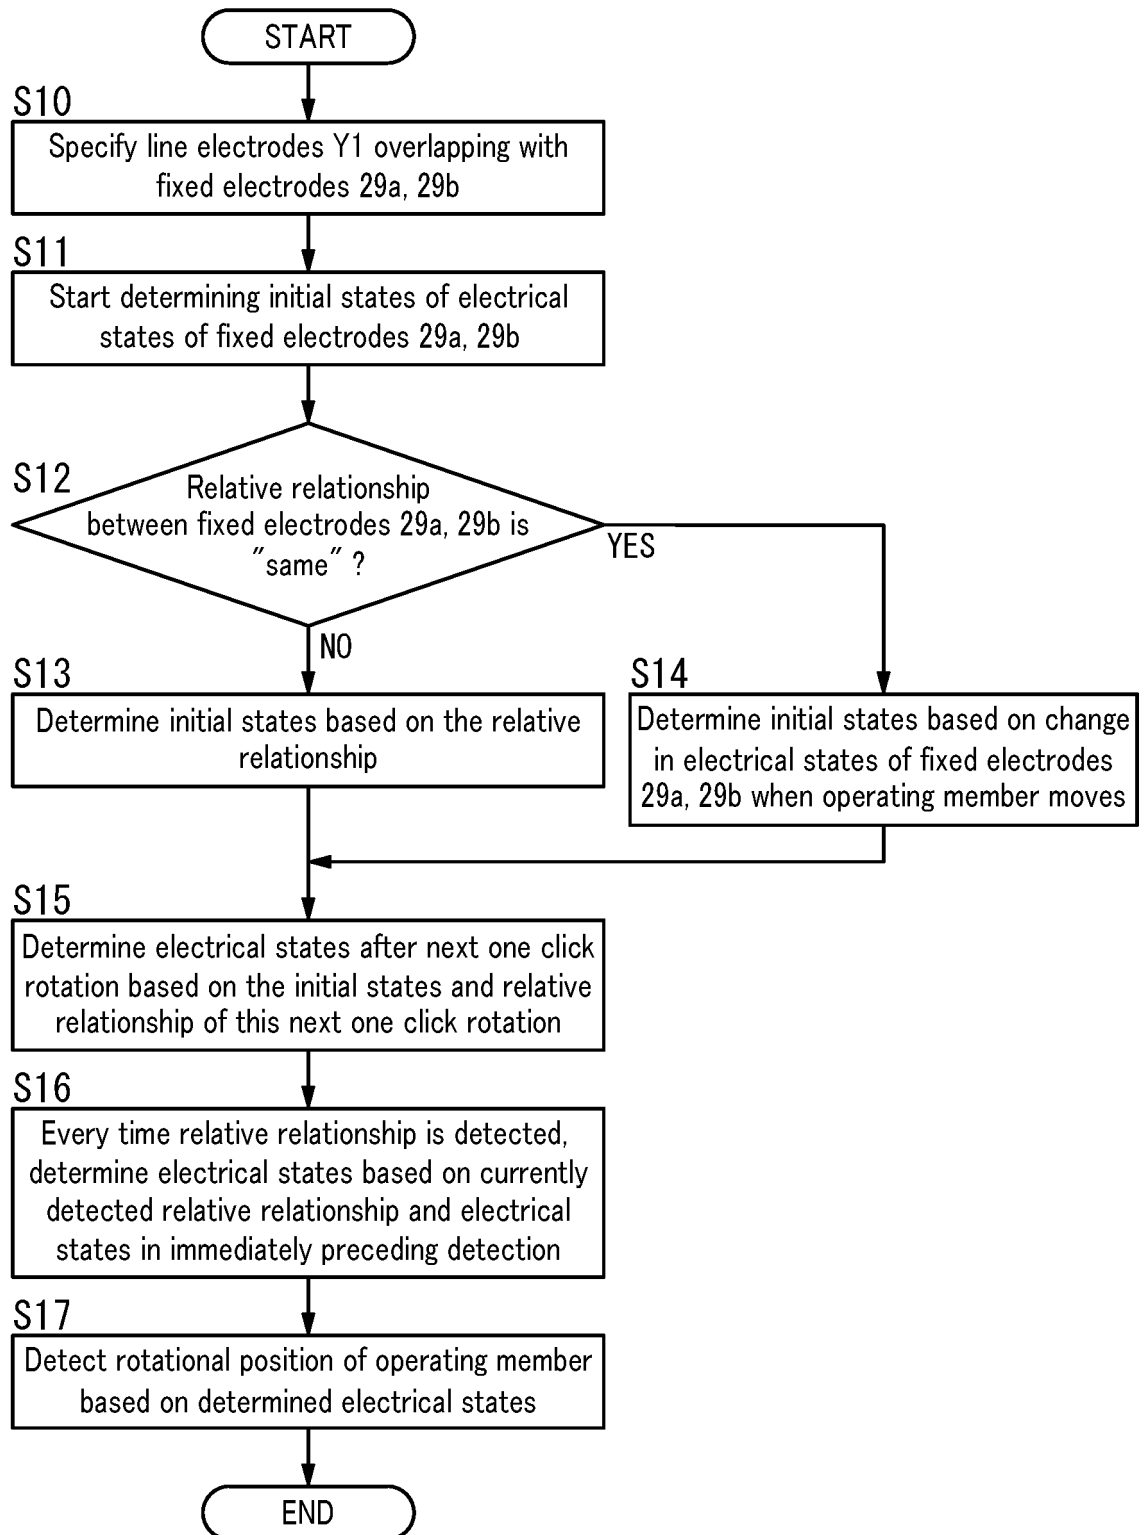 START
S10
Specify line electrodes Y1 overlapping with
fixed electrodes 29a, 29b
S11
Start determining initial states of electrical
states of fixed electrodes 29a, 29b
S12
Relative relationship
between fixed electrodes 29a, 29b is
"same" ?
YES
NO
S13
Determine initial states based on the relative
relationship
S14
Determine initial states based on change
in electrical states of fixed electrodes
29a, 29b when operating member moves
S15
Determine electrical states after next one click
rotation based on the initial states and relative
relationship of this next one click rotation
S16
Every time relative relationship is detected,
determine electrical states based on currently
detected relative relationship and electrical
states in immediately preceding detection
S17
Detect rotational position of operating member
based on determined electrical states
END